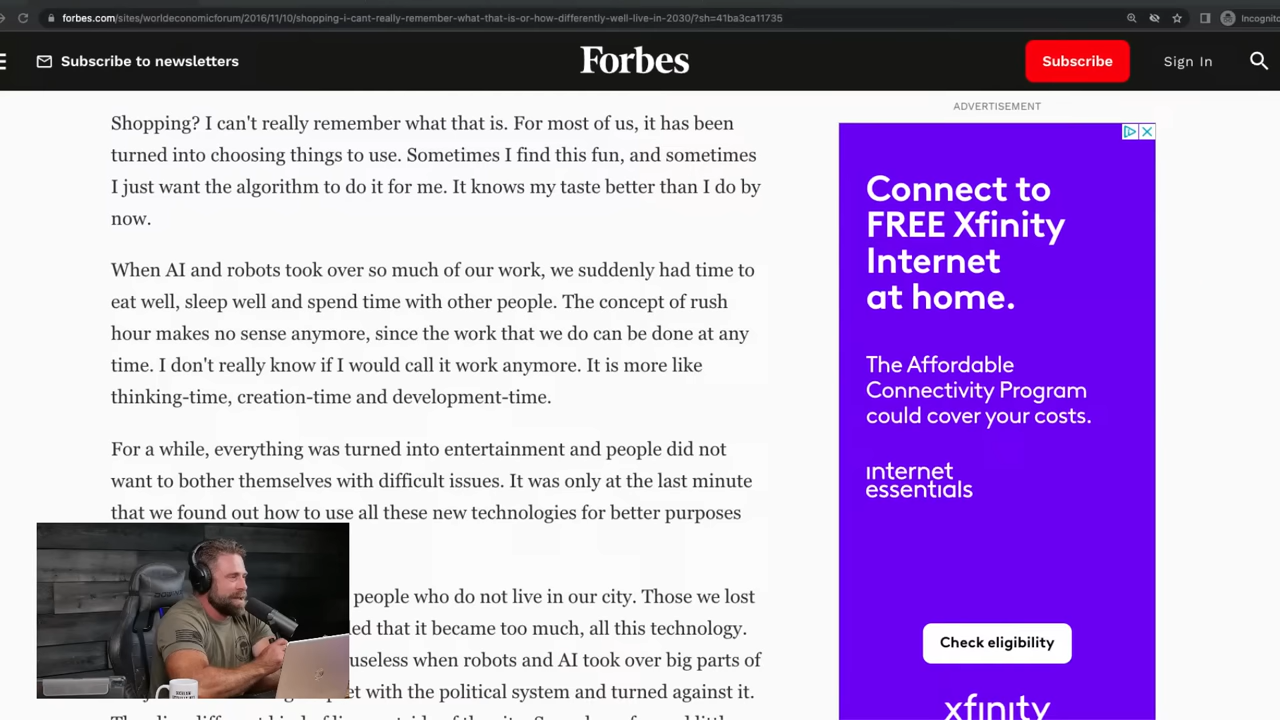 forbes.com/sites/worldeconomicforum/2016/11/10/shopping-i-cant-really-remember-what-that-is-or-how-differently-well-live-in-2030/?sh=41ba3ca11735
Incognito
Subscribe to newsletters
Forbes
Subscribe
Sign In
Shopping? I can't really remember what that is. For most of us, it has been
turned into choosing things to use. Sometimes I find this fun, and sometimes
I just want the algorithm to do it for me. It knows my taste better than I do by
now.
When AI and robots took over so much of our work, we suddenly had time to
eat well, sleep well and spend time with other people. The concept of rush
hour makes no sense anymore, since the work that we do can be done at any
time. I don't really know if I would call it work anymore. It is more like
thinking-time, creation-time and development-time.
For a while, everything was turned into entertainment and people did not
want to bother themselves with difficult issues. It was only at the last minute
that we found out how to use all these new technologies for better purposes
people who do not live in our city. Those we lost
that it became too much, all this technology.
useless when robots and AI took over big parts of
with the political system and turned against it.
ADVERTISEMENT
Connect to
FREE Xfinity
Internet
at home.
The Affordable
Connectivity Program
could cover your costs.
internet
essentials
Check eligibility
xfinity